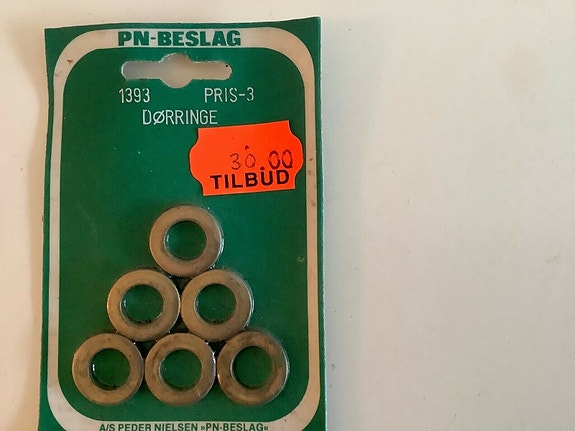 PN-BESLAG
1393 PRIS-3
DØRRINGE
30.00
TILBUD
A/S PEDER NIELSEN »PN-BESLAG«